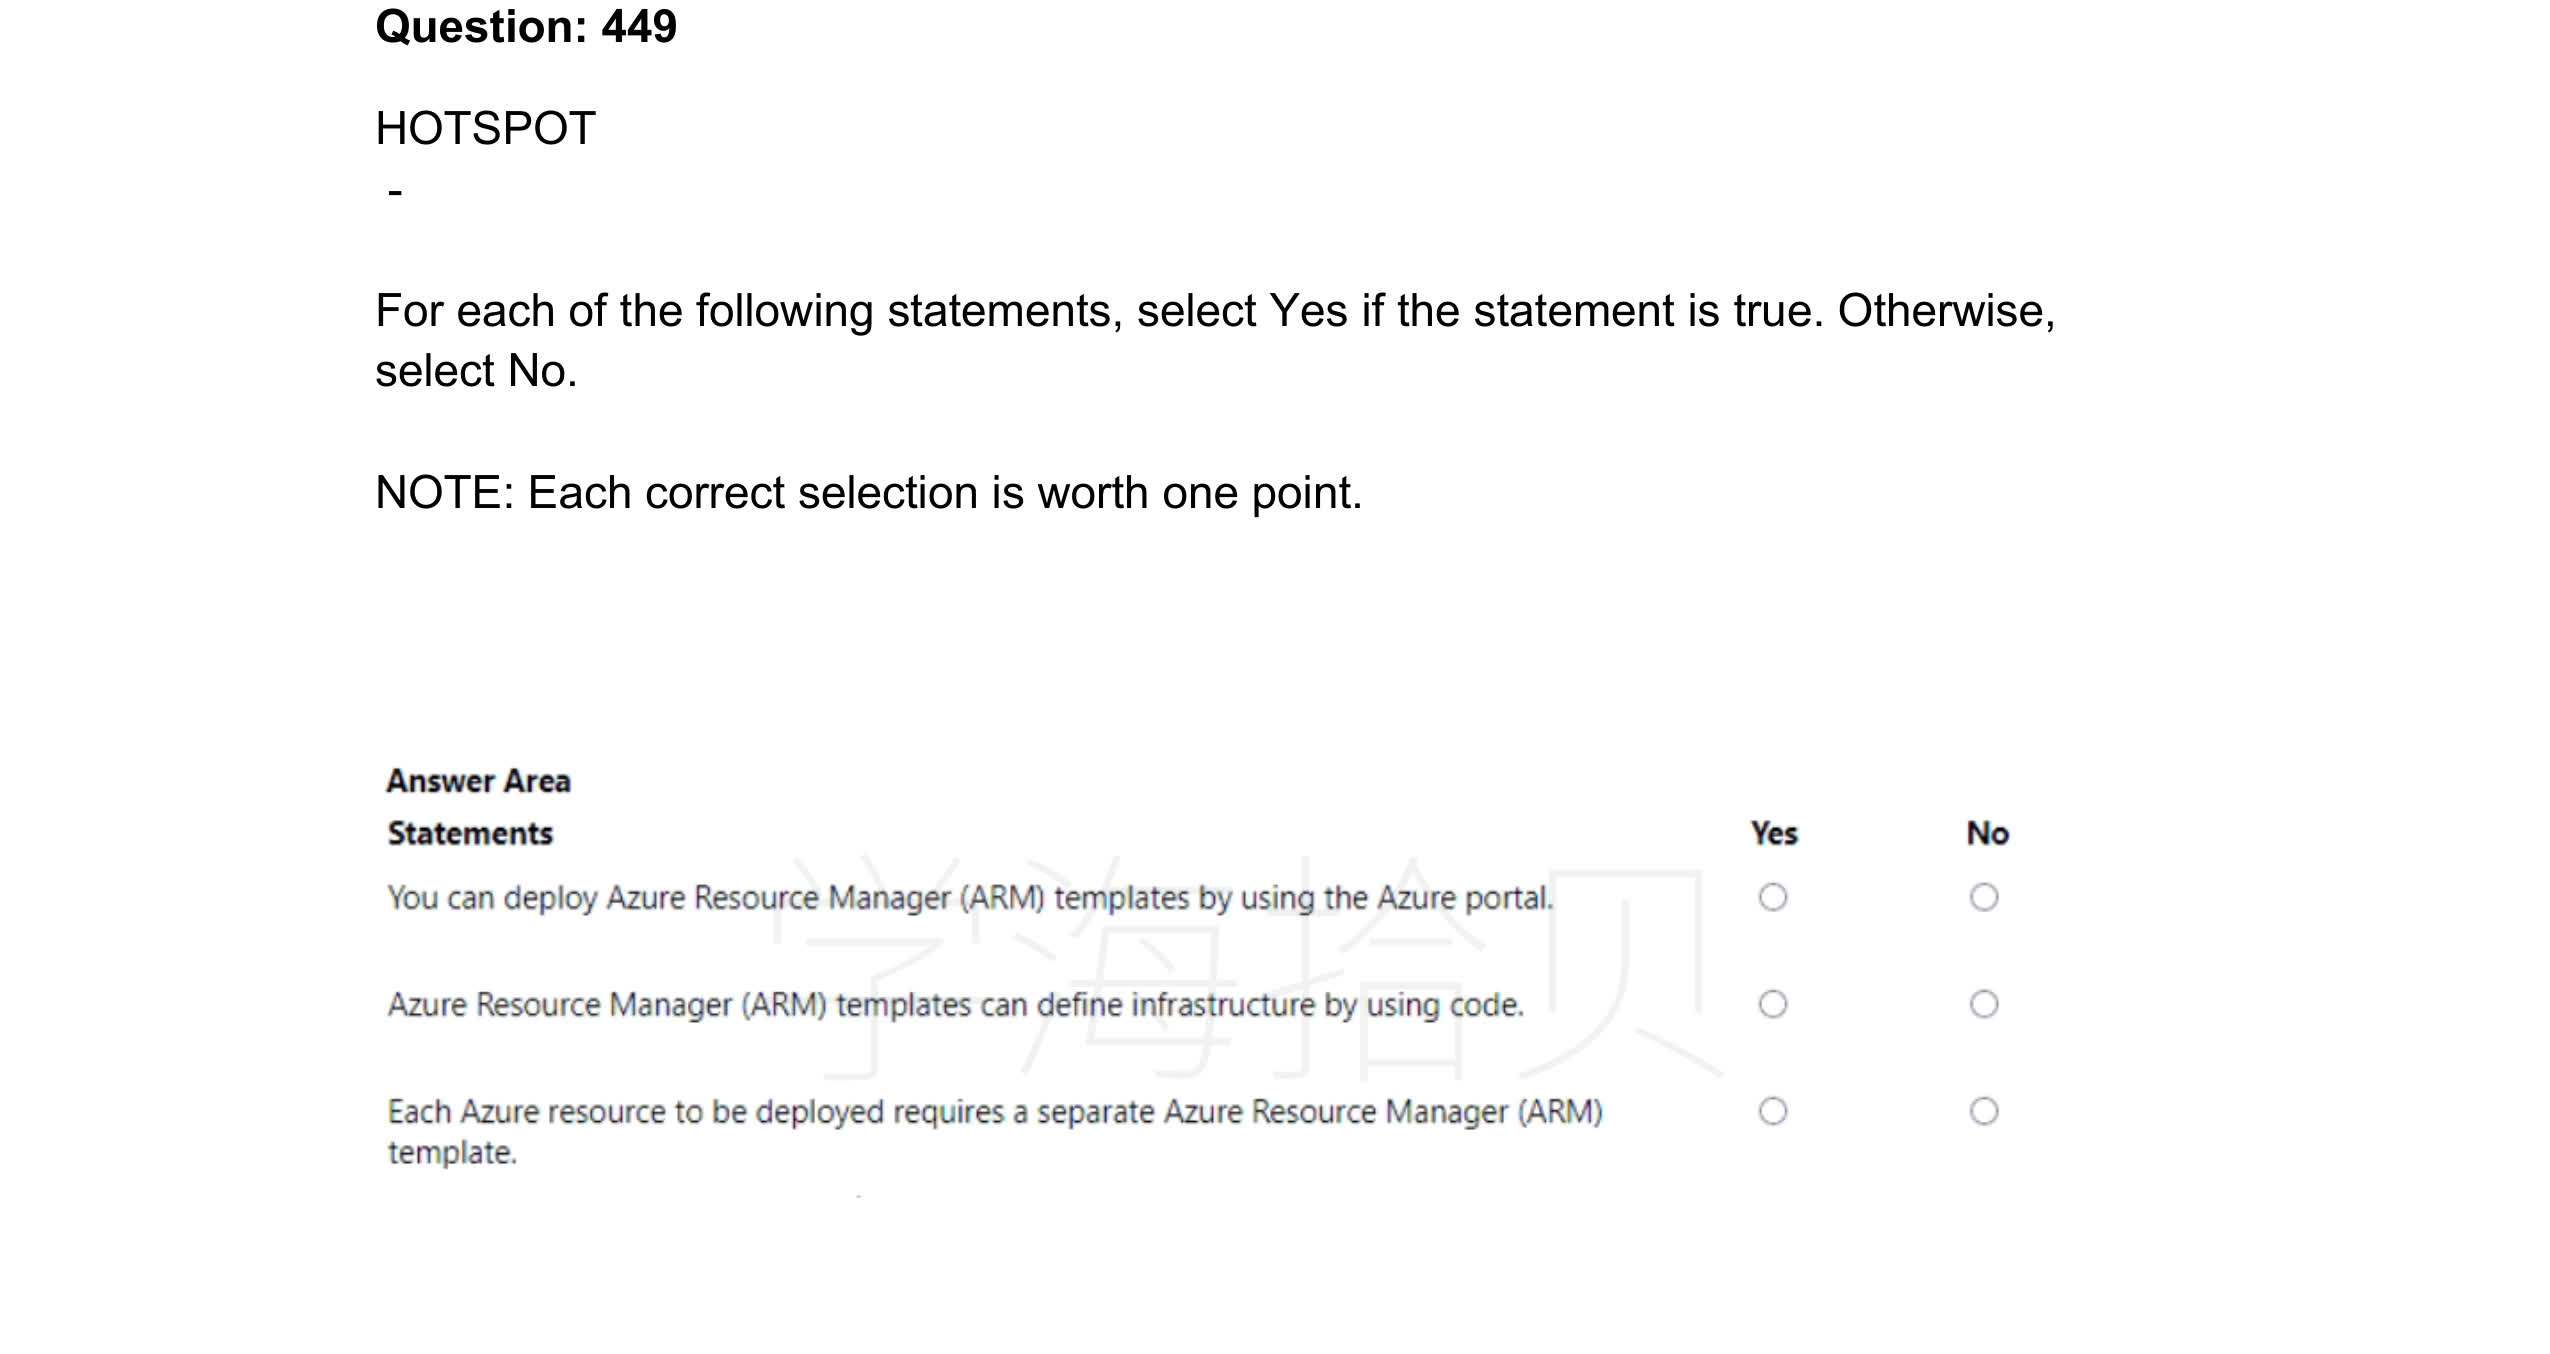 Question: 449
HOTSPOT
-
For each of the following statements, select Yes if the statement is true. Otherwise,
select No.
NOTE: Each correct selection is worth one point.
Answer Area
Statements Yes No
You can deploy Azure Resource Manager (ARM) templates by using the Azure portal.
Azure Resource Manager (ARM) templates can define infrastructure by using code.
Each Azure resource to be deployed requires a separate Azure Resource Manager (ARM)
template.
学海拾贝